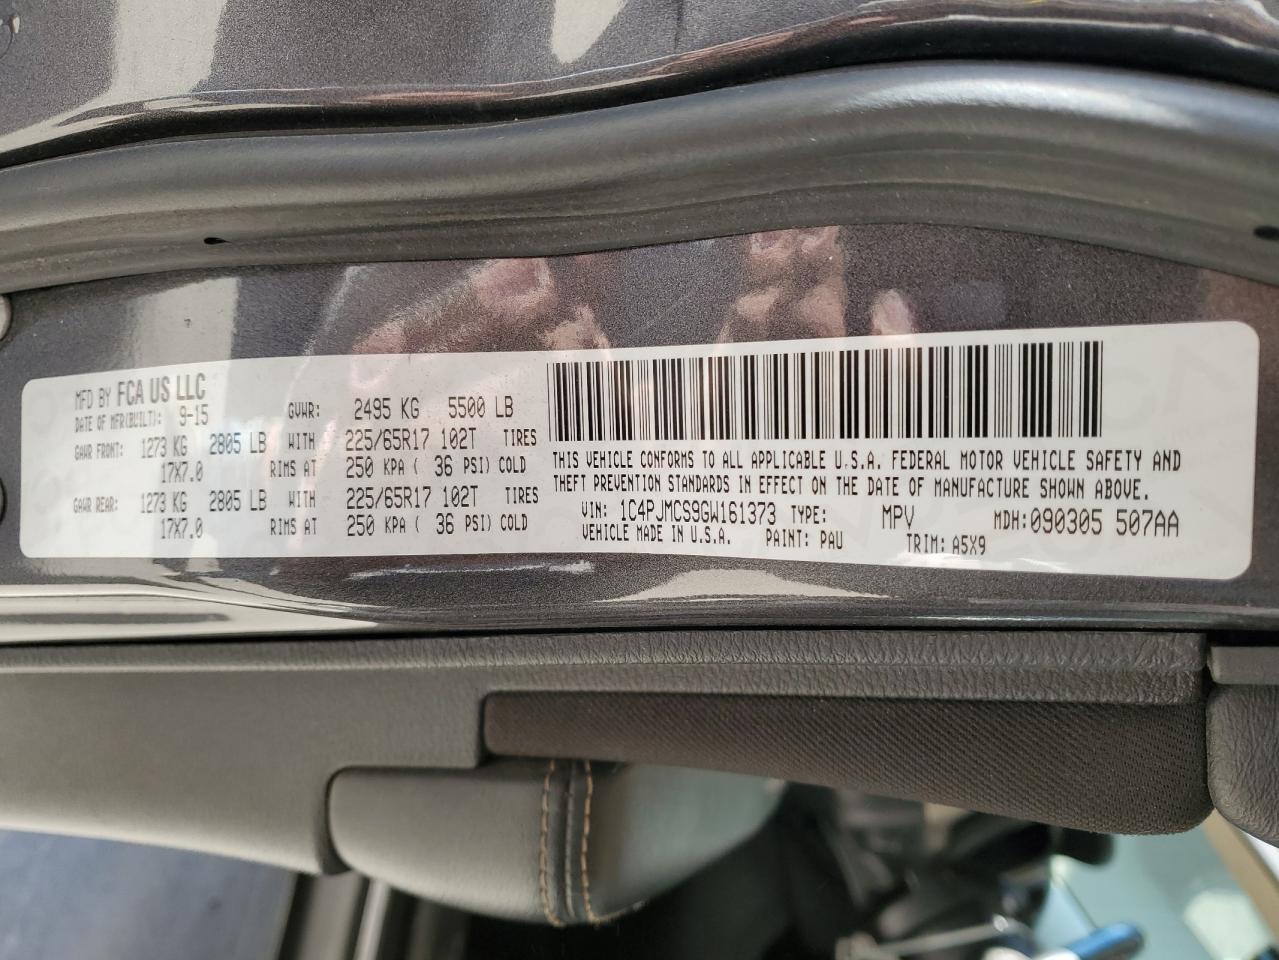 MFD BY FCA US LLC
DATE OF MFR(BUILT): 9-15 GVWR: 2495 KG 5500 LB
GAWR FRONT: 1273 KG 2805 LB WITH 225/65R17 102T TIRES
17X7.0 RIMS AT 250 KPA ( 36 PSI) COLD
GAWR REAR: 1273 KG 2805 LB WITH 225/65R17 102T TIRES
17X7.0 RIMS AT 250 KPA ( 36 PSI) COLD
THIS VEHICLE CONFORMS TO ALL APPLICABLE U.S.A. FEDERAL MOTOR VEHICLE SAFETY AND
THEFT PREVENTION STANDARDS IN EFFECT ON THE DATE OF MANUFACTURE SHOWN ABOVE.
VIN: 1C4PJMCS9GW161373 TYPE: MPV MDH:090305 507AA
VEHICLE MADE IN U.S.A. PAINT: PAU TRIM: A5X9